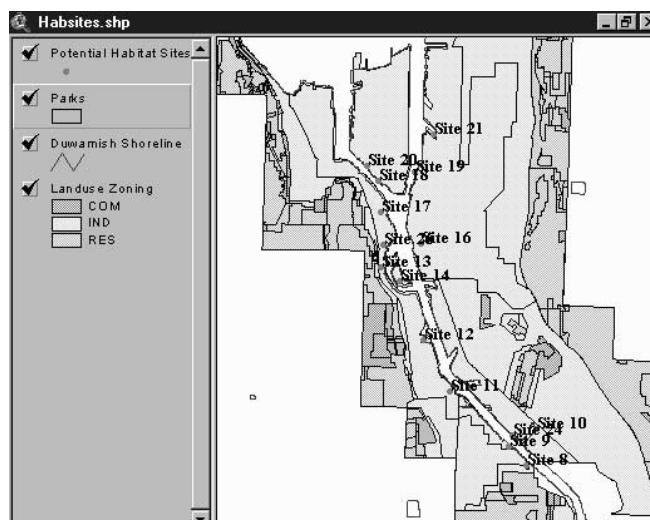 Habsites.shp
Potential Habitat Sites
Parks
Duwamish Shoreline
Landuse Zoning
COM
IND
RES
Site 21
Site 20
Site 19
Site 18
Site 17
Site 16
Site 13
Site 14
Site 12
Site 11
Site 10
Site 24
Site 9
Site 8